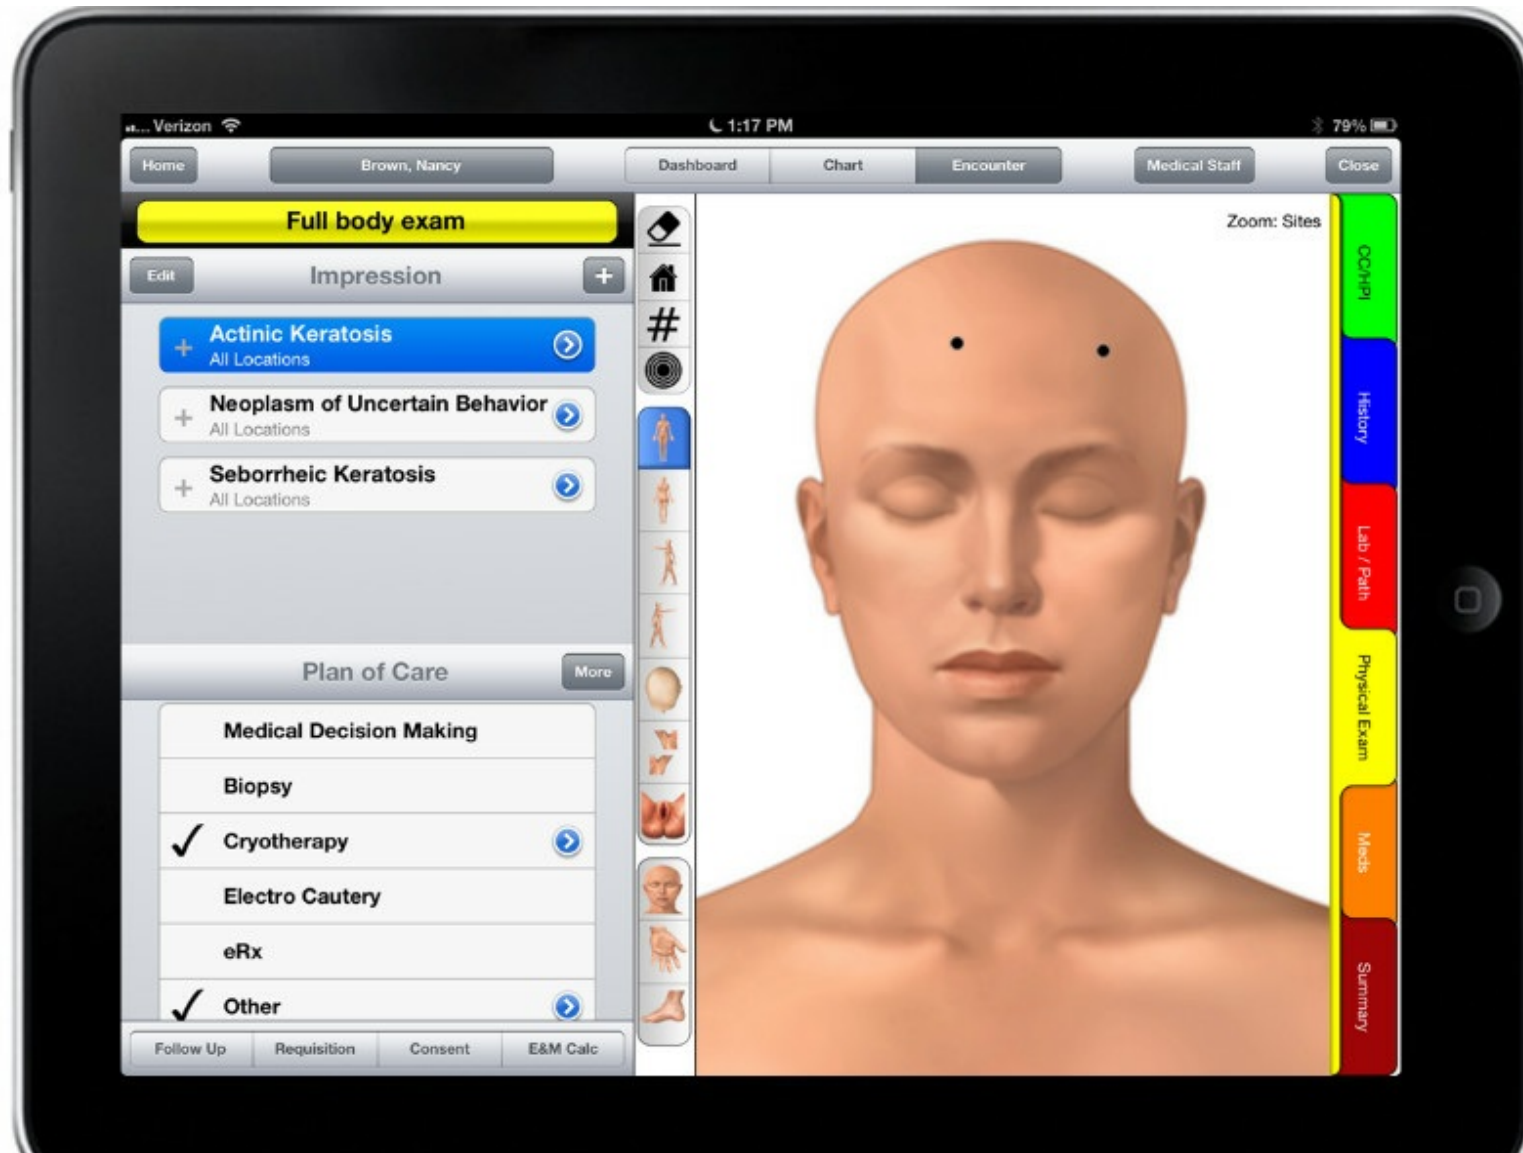 Verizon 1:17 PM 79%
Home Brown, Nancy Dashboard Chart Encounter Medical Staff Close
Full body exam
Edit Impression +
Actinic Keratosis
All Locations
Neoplasm of Uncertain Behavior
All Locations
Seborrheic Keratosis
All Locations
Plan of Care More
Medical Decision Making
Biopsy
Cryotherapy
Electro Cautery
eRx
Other
Follow Up Requisition Consent E&M Calc
#
Zoom: Sites
CC/HPI
History
Lab / Path
Physical Exam
Meds
Summary